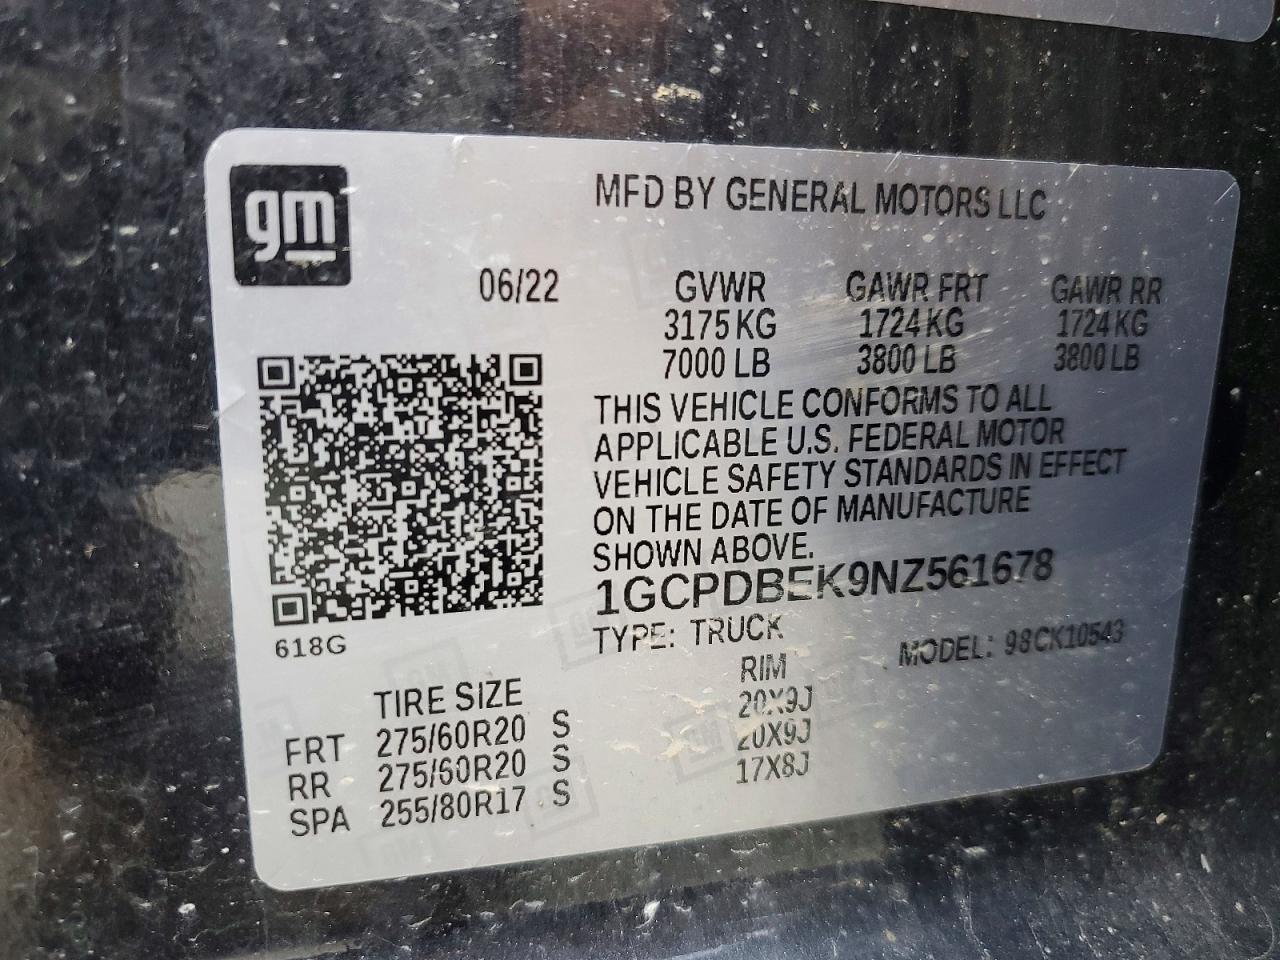 gm
MFD BY GENERAL MOTORS LLC
06/22 GVWR GAWR FRT GAWR RR
3175 KG 1724 KG 1724 KG
7000 LB 3800 LB 3800 LB
THIS VEHICLE CONFORMS TO ALL
APPLICABLE U.S. FEDERAL MOTOR
VEHICLE SAFETY STANDARDS IN EFFECT
ON THE DATE OF MANUFACTURE
SHOWN ABOVE.
1GCPDBEK9NZ561678
618G
TYPE: TRUCK MODEL: 98CK10543
TIRE SIZE RIM
FRT 275/60R20 S 20X9J
RR 275/60R20 S 20X9J
SPA 255/80R17 S 17X8J